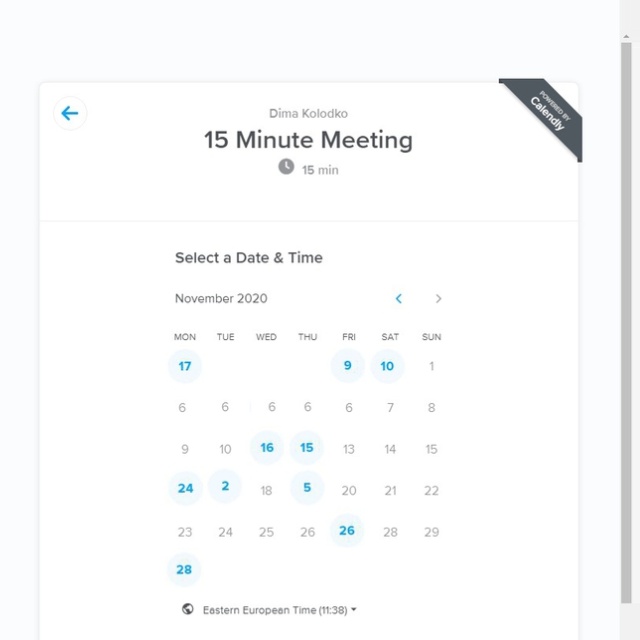 POWERED BY
Calendly
Dima Kolodko
15 Minute Meeting
15 min
Select a Date & Time
November 2020
MON TUE WED THU FRI SAT SUN
17 9 10 1
6 6 6 6 6 7 8
9 10 16 15 13 14 15
24 2 18 5 20 21 22
23 24 25 26 26 28 29
28
Eastern European Time (11:38)